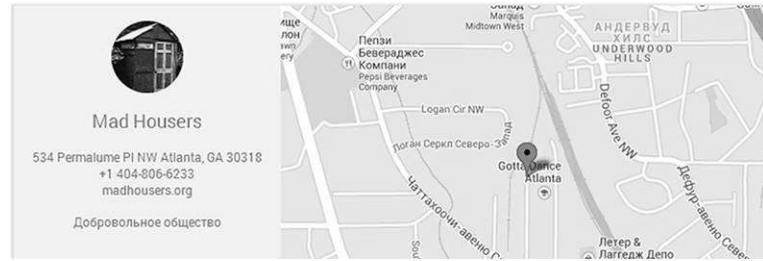 Mad Housers
534 Permalume Pl NW Atlanta, GA 30318
+1 404-806-6233
madhousers.org
Добровольное общество
Marquis
Midtown West
Пепзи
Бевераджес
Компани
Pepsi Beverages
Company
АНДЕРВУД
ХИЛС
UNDERWOOD
HILLS
Logan Cir NW
Логан Серкл Северо-Запад
Defoor Ave NW
Gotta Dance
Atlanta
Чаттахоочи-авеню
Дефур-авеню
Летер &
Лаггедж Депо